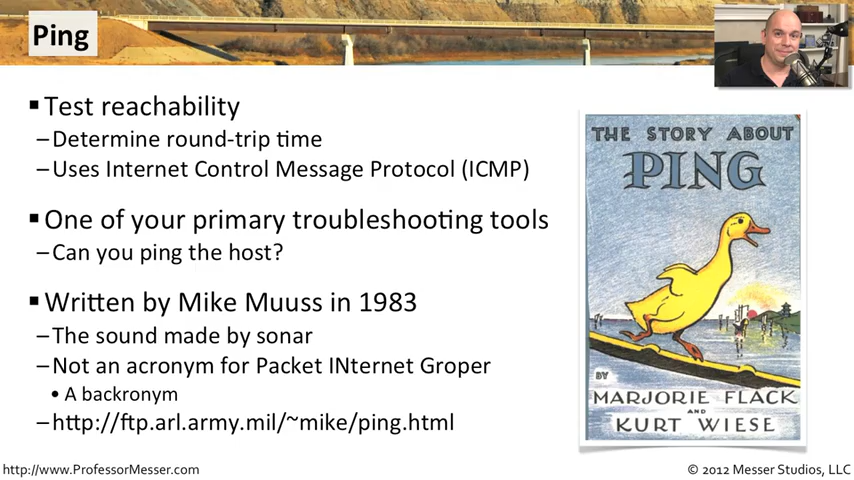 Ping
▪ Test reachability
– Determine round-trip time
– Uses Internet Control Message Protocol (ICMP)
▪ One of your primary troubleshooting tools
– Can you ping the host?
▪ Written by Mike Muuss in 1983
– The sound made by sonar
– Not an acronym for Packet INternet Groper
• A backronym
– http://ftp.arl.army.mil/~mike/ping.html
THE STORY ABOUT
PING
BY
MARJORIE FLACK
AND
KURT WIESE
http://www.ProfessorMesser.com
© 2012 Messer Studios, LLC